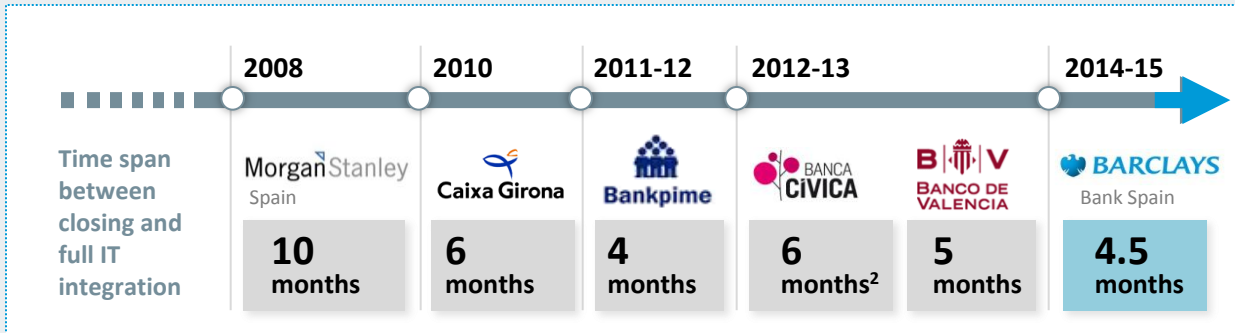 2008
2010
2011-12
2012-13
2014-15
Time span
between
closing and
full IT
integration
Morgan Stanley
Spain
10
months
Caixa Girona
6
months
Bankpime
4
months
BANCA
CíVICA
6
months²
B V
BANCO DE
VALENCIA
5
months
BARCLAYS
Bank Spain
4.5
months